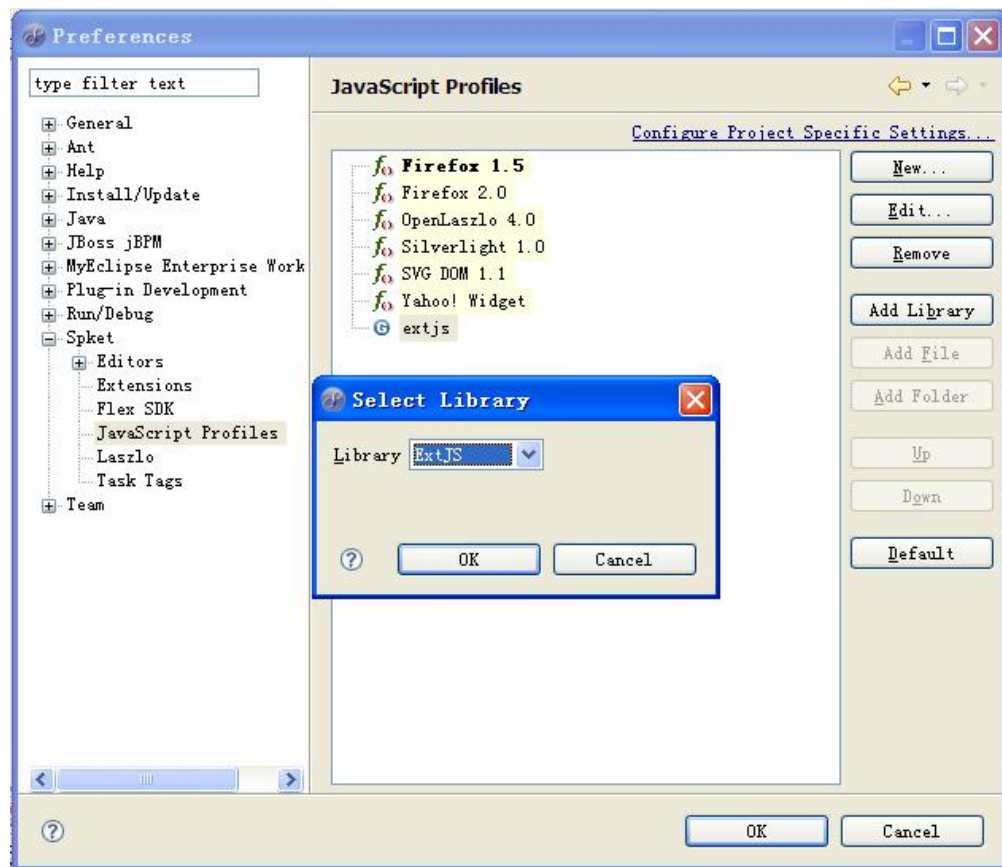 Preferences
type filter text
General
Ant
Help
Install/Update
Java
JBoss jBPM
MyEclipse Enterprise Work
Plug-in Development
Run/Debug
Spket
Editors
Extensions
Flex SDK
JavaScript Profiles
Laszlo
Task Tags
Team
JavaScript Profiles
Configure Project Specific Settings...
Firefox 1.5
Firefox 2.0
OpenLaszlo 4.0
Silverlight 1.0
SVG DOM 1.1
Yahoo! Widget
extjs
New...
Edit...
Remove
Add Library
Add File
Add Folder
Up
Down
Default
Select Library
Library ExtJS
OK Cancel
OK Cancel